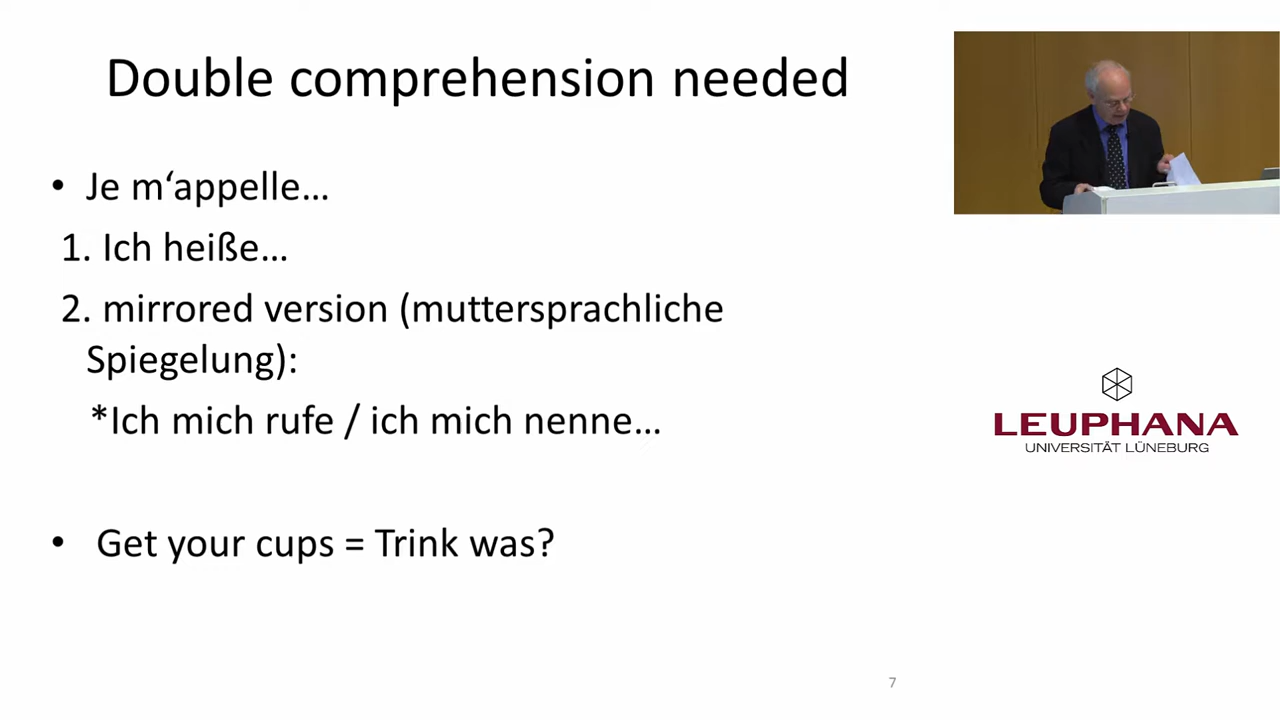 Double comprehension needed
• Je m‘appelle…
1. Ich heiße…
2. mirrored version (muttersprachliche
Spiegelung):
*Ich mich rufe / ich mich nenne…
• Get your cups = Trink was?
LEUPHANA
UNIVERSITÄT LÜNEBURG
7